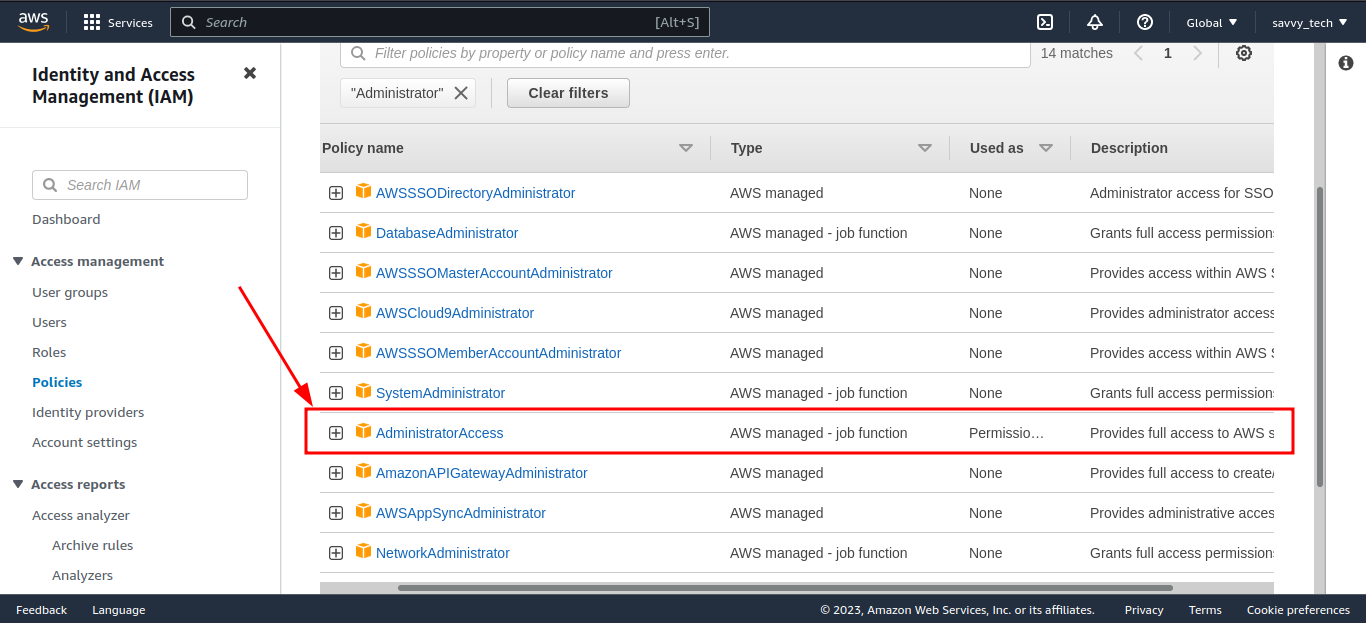 aws Services Search [Alt+S] Global savvy_tech
Identity and Access
Management (IAM)
Search IAM
Dashboard
Access management
User groups
Users
Roles
Policies
Identity providers
Account settings
Access reports
Access analyzer
Archive rules
Analyzers
Filter policies by property or policy name and press enter. 14 matches 1
"Administrator" Clear filters
Policy name Type Used as Description
AWSSSODirectoryAdministrator AWS managed None Administrator access for SSO
DatabaseAdministrator AWS managed - job function None Grants full access permissions
AWSSSOMasterAccountAdministrator AWS managed None Provides access within AWS S
AWSCloud9Administrator AWS managed None Provides administrator access
AWSSSOMemberAccountAdministrator AWS managed None Provides access within AWS S
SystemAdministrator AWS managed - job function None Grants full access permissions
AdministratorAccess AWS managed - job function Permissio… Provides full access to AWS s
AmazonAPIGatewayAdministrator AWS managed None Provides full access to create/
AWSAppSyncAdministrator AWS managed None Provides administrative acces
NetworkAdministrator AWS managed - job function None Grants full access permissions
Feedback Language © 2023, Amazon Web Services, Inc. or its affiliates. Privacy Terms Cookie preferences